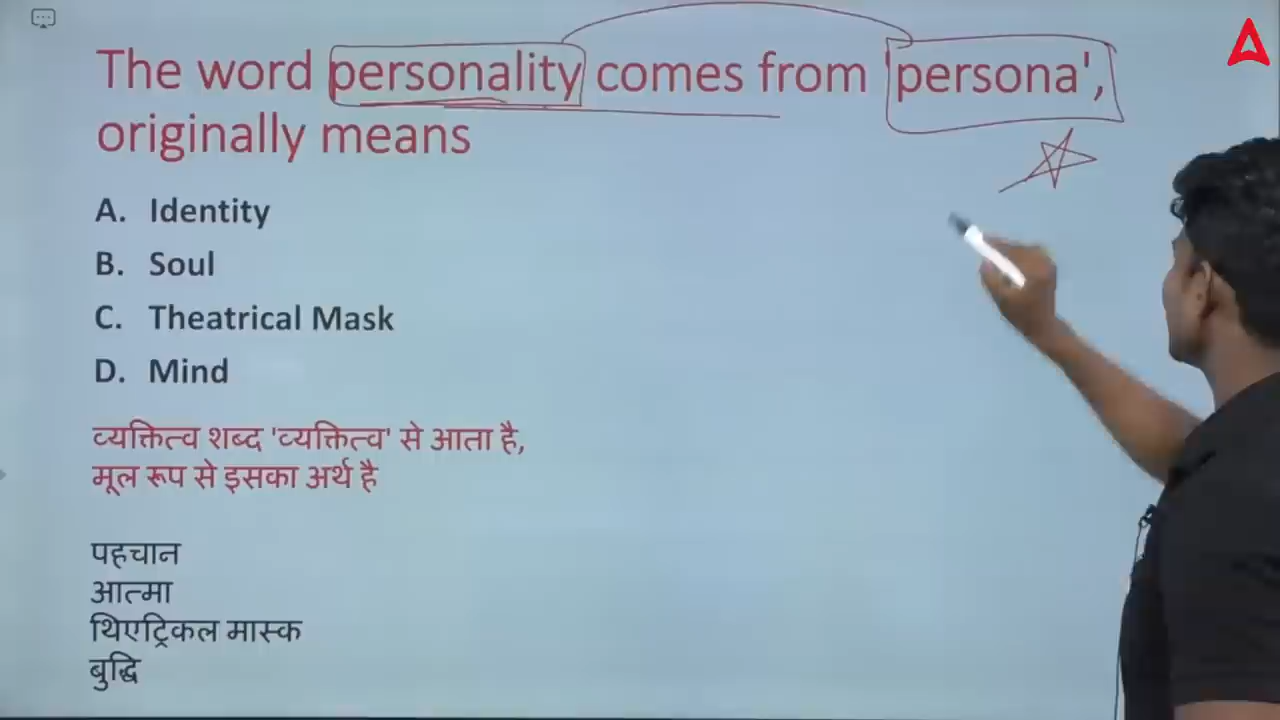 The word personality comes from 'persona',
originally means
A. Identity
B. Soul
C. Theatrical Mask
D. Mind
व्यक्तित्व शब्द 'व्यक्तित्व' से आता है,
मूल रूप से इसका अर्थ है
पहचान
आत्मा
थिएट्रिकल मास्क
बुद्धि